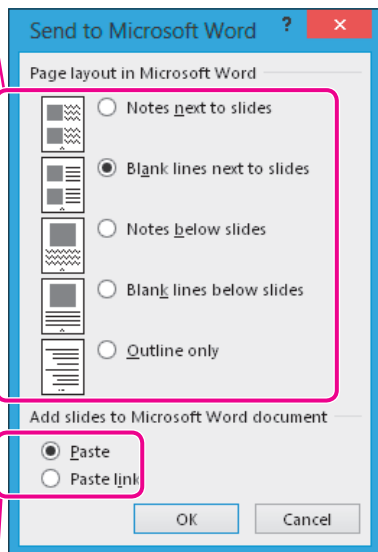 Send to Microsoft Word ? ×
Page layout in Microsoft Word
Notes next to slides
Blank lines next to slides
Notes below slides
Blank lines below slides
Outline only
Add slides to Microsoft Word document
Paste
Paste link
OK Cancel